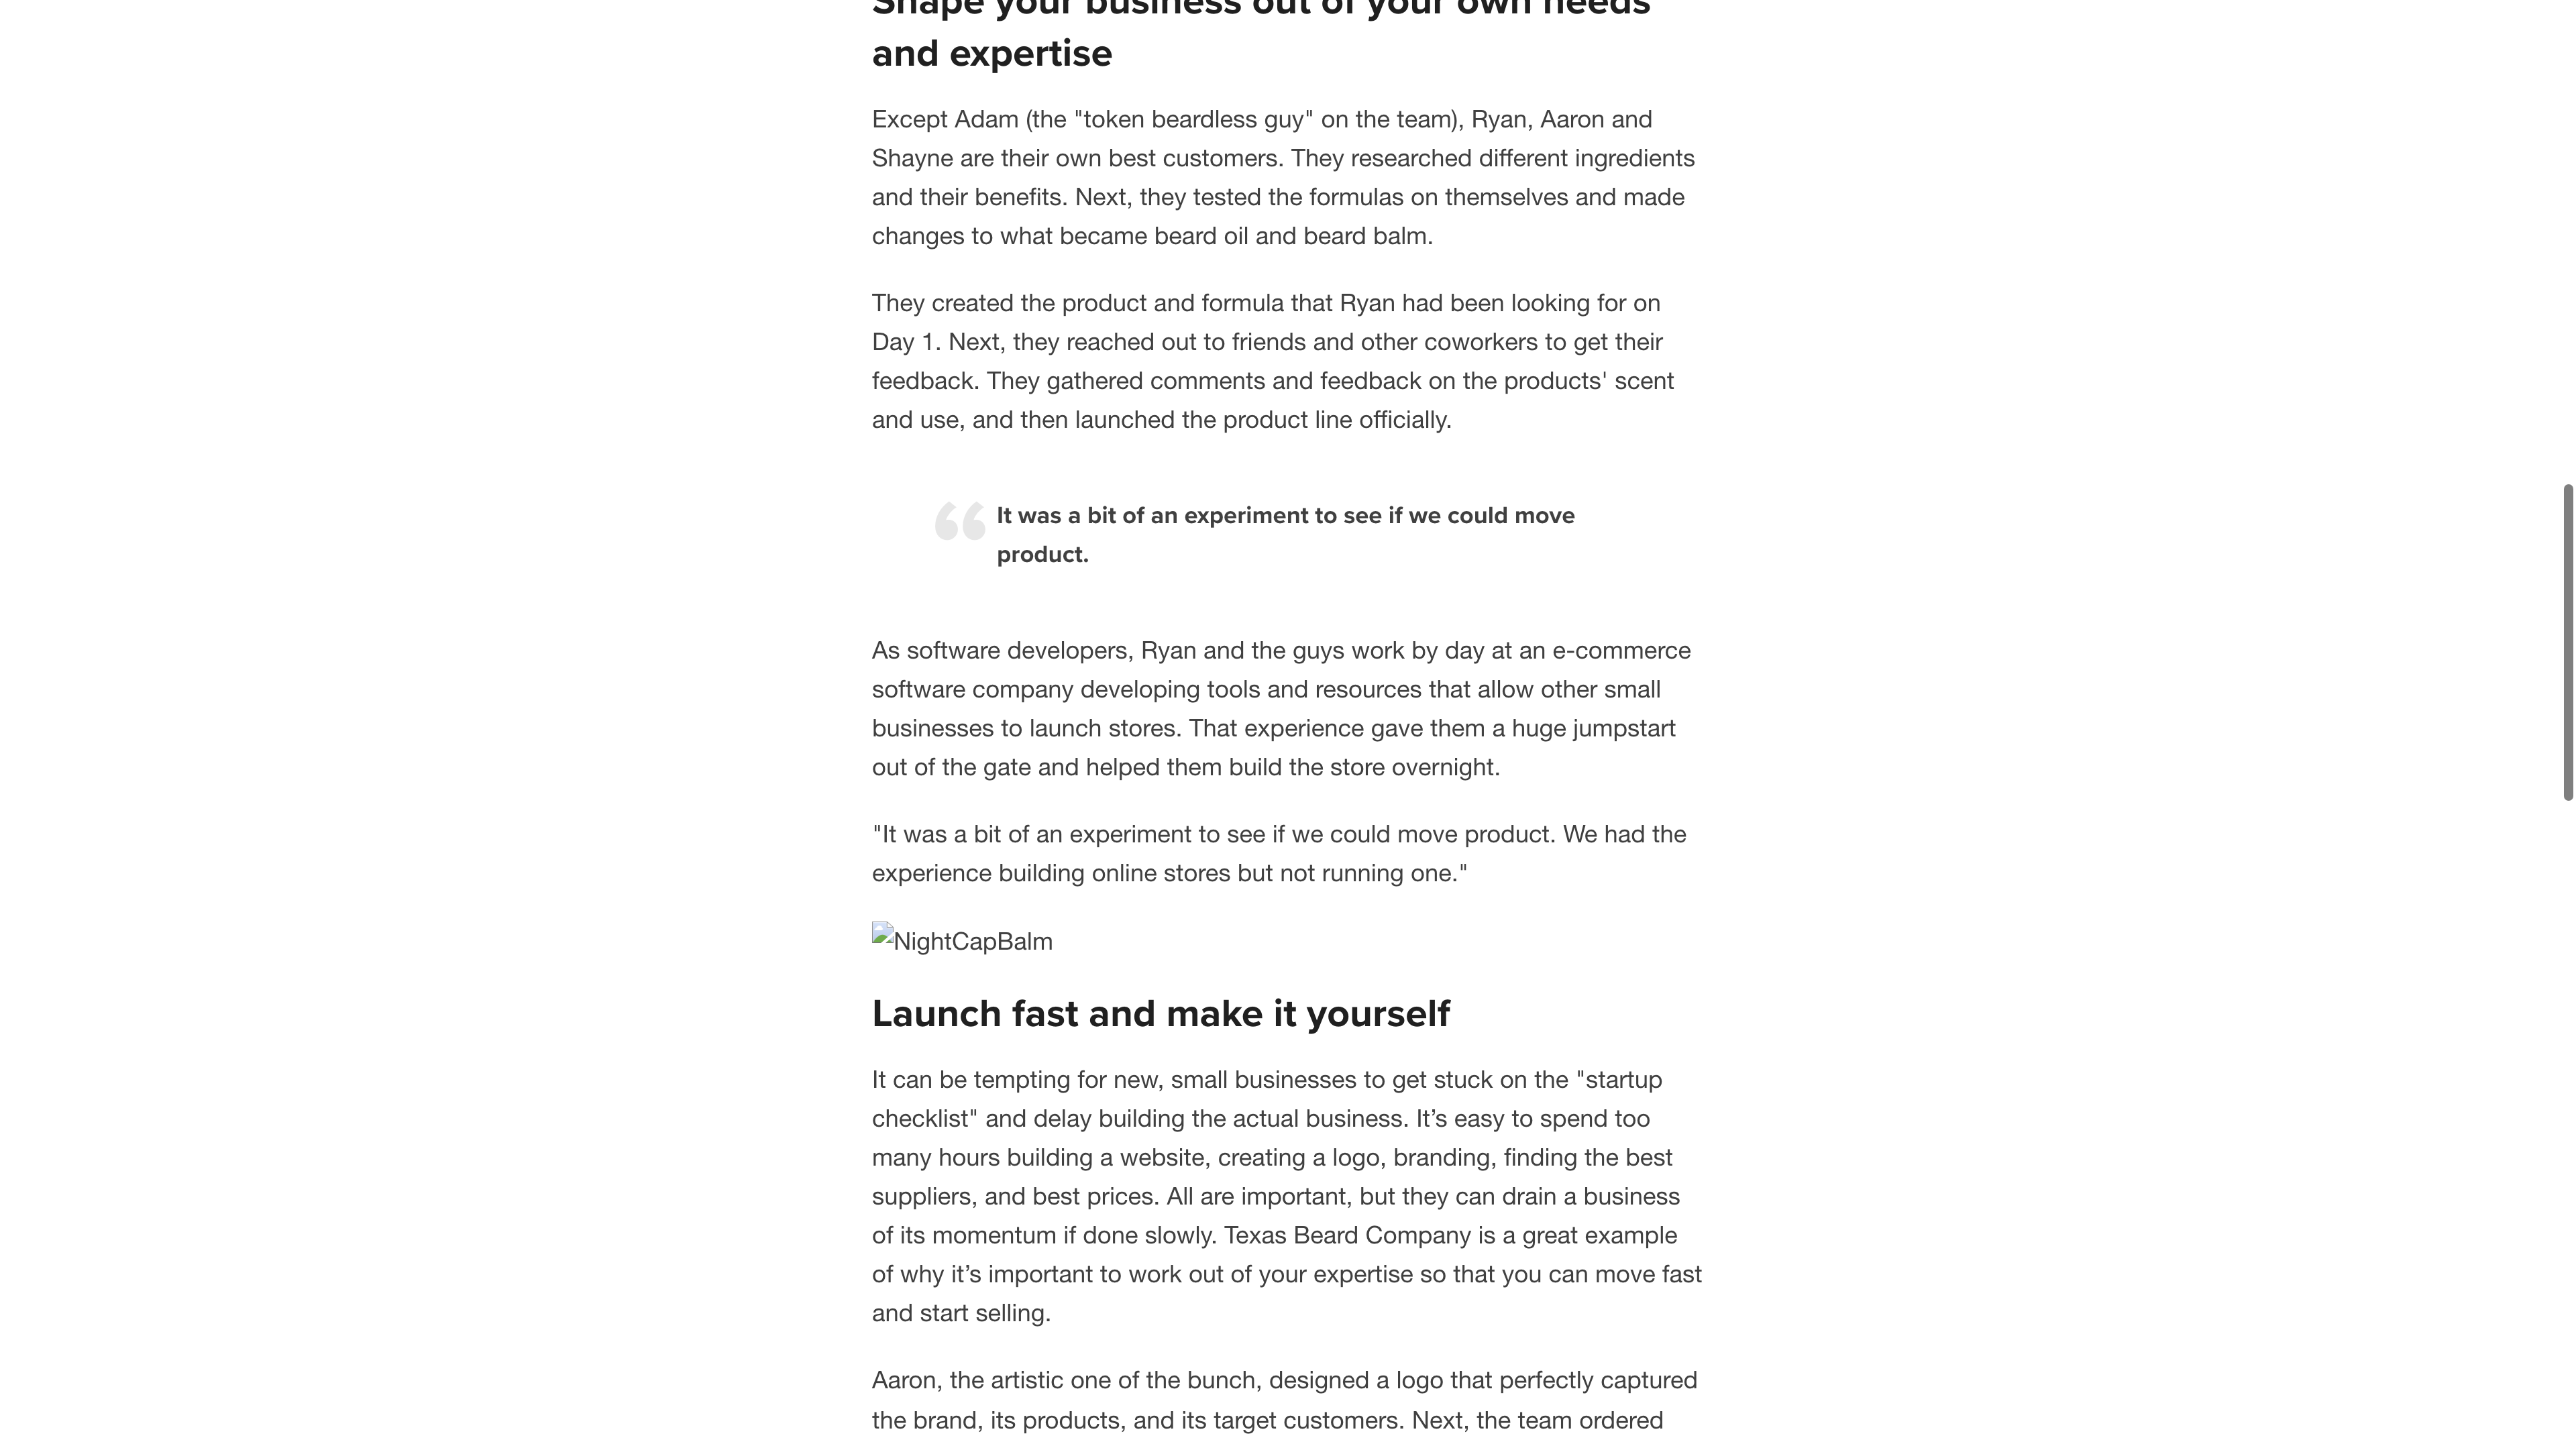 Shape your business out of your own needs
and expertise
Except Adam (the "token beardless guy" on the team), Ryan, Aaron and
Shayne are their own best customers. They researched different ingredients
and their benefits. Next, they tested the formulas on themselves and made
changes to what became beard oil and beard balm.
They created the product and formula that Ryan had been looking for on
Day 1. Next, they reached out to friends and other coworkers to get their
feedback. They gathered comments and feedback on the products' scent
and use, and then launched the product line officially.
It was a bit of an experiment to see if we could move
product.
As software developers, Ryan and the guys work by day at an e-commerce
software company developing tools and resources that allow other small
businesses to launch stores. That experience gave them a huge jumpstart
out of the gate and helped them build the store overnight.
"It was a bit of an experiment to see if we could move product. We had the
experience building online stores but not running one."
NightCapBalm
Launch fast and make it yourself
It can be tempting for new, small businesses to get stuck on the "startup
checklist" and delay building the actual business. It’s easy to spend too
many hours building a website, creating a logo, branding, finding the best
suppliers, and best prices. All are important, but they can drain a business
of its momentum if done slowly. Texas Beard Company is a great example
of why it’s important to work out of your expertise so that you can move fast
and start selling.
Aaron, the artistic one of the bunch, designed a logo that perfectly captured
the brand, its products, and its target customers. Next, the team ordered